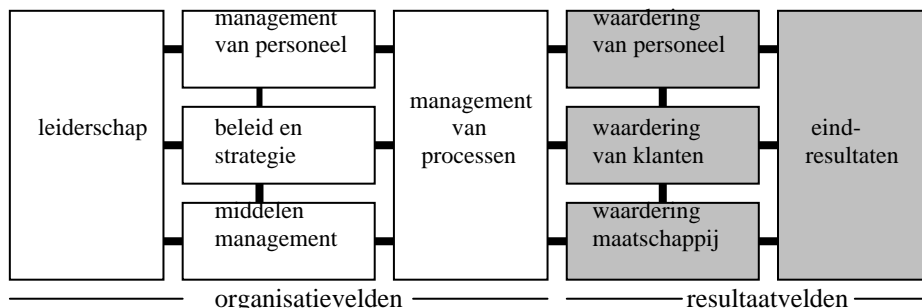 leiderschap
management
van personeel
beleid en
strategie
middelen
management
management
van
processen
waardering
van personeel
waardering
van klanten
waardering
maatschappij
eind-
resultaten
organisatievelden
resultaatvelden